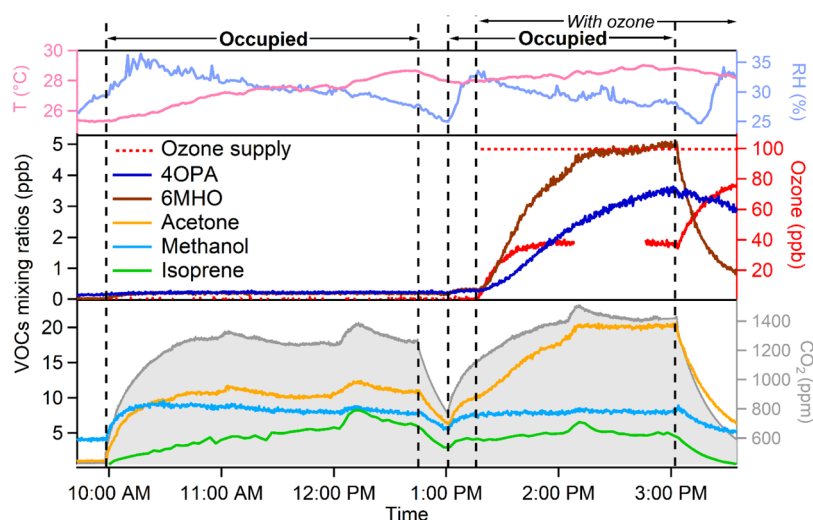 With ozone
Occupied
Occupied
30
28
26
T (°C)
35
30
25
RH (%)
5
4
3
2
1
0
VOCs mixing ratios (ppb)
Ozone supply
4OPA
6MHO
Acetone
Methanol
Isoprene
100
80
60
40
20
Ozone (ppb)
20
15
10
5
1400
1200
1000
800
600
CO2 (ppm)
10:00 AM
11:00 AM
12:00 PM
1:00 PM
2:00 PM
3:00 PM
Time